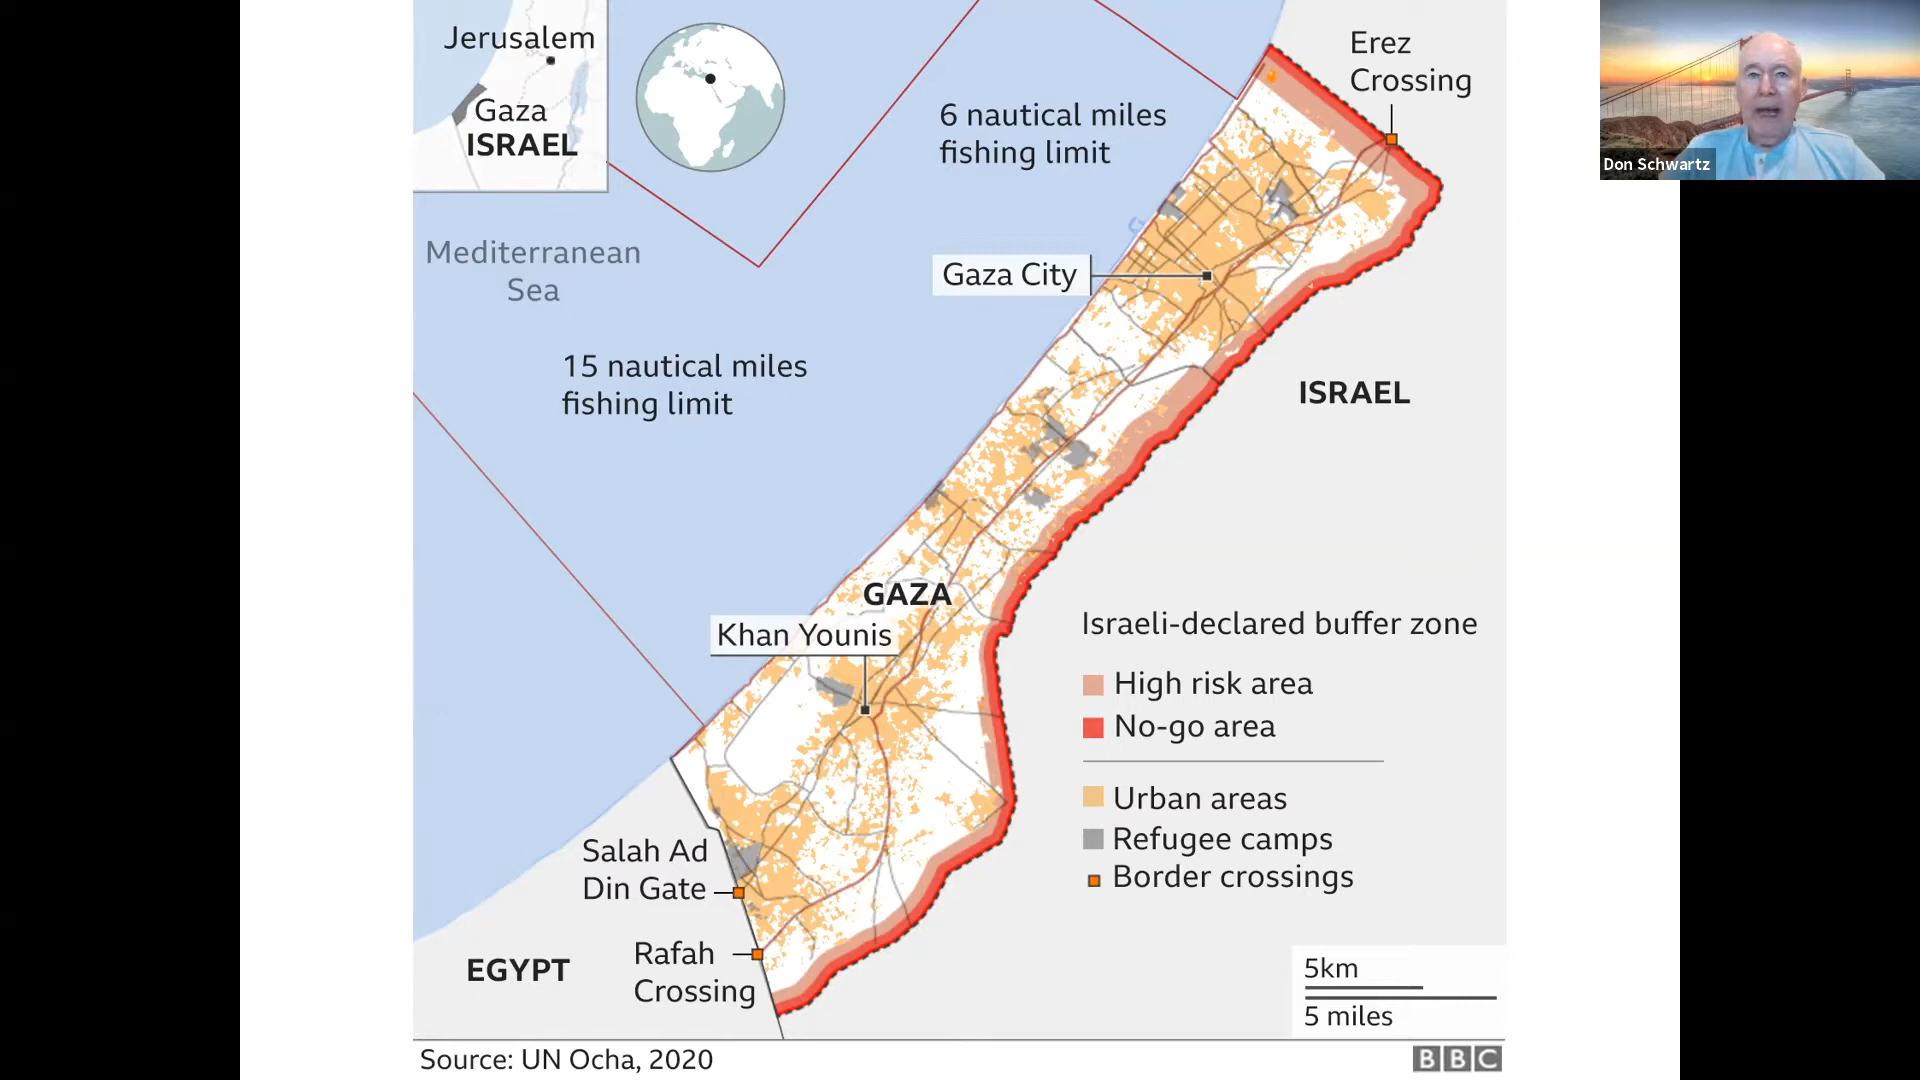 Jerusalem
Gaza
ISRAEL
6 nautical miles
fishing limit
Erez
Crossing
Don Schwartz
Mediterranean
Sea
Gaza City
15 nautical miles
fishing limit
ISRAEL
GAZA
Khan Younis
Israeli-declared buffer zone
High risk area
No-go area
Urban areas
Refugee camps
Border crossings
Salah Ad
Din Gate
Rafah
Crossing
EGYPT
5km
5 miles
Source: UN Ocha, 2020
BBC